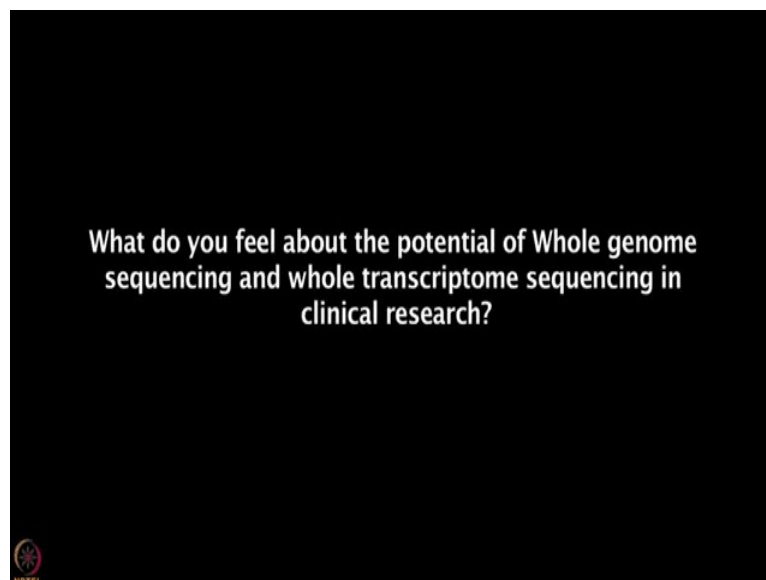 What do you feel about the potential of Whole genome
sequencing and whole transcriptome sequencing in
clinical research?